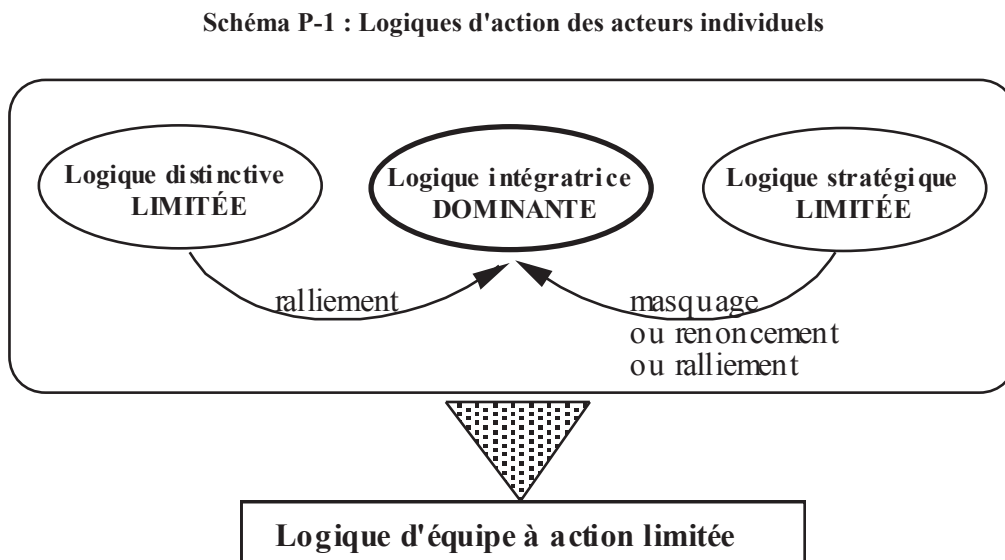 Schéma P-1 : Logiques d'action des acteurs individuels
Logique distinctive
LIMITÉE
Logique intégratrice
DOMINANTE
Logique stratégique
LIMITÉE
ralliement
masquage
ou renoncement
ou ralliement
Logique d'équipe à action limitée